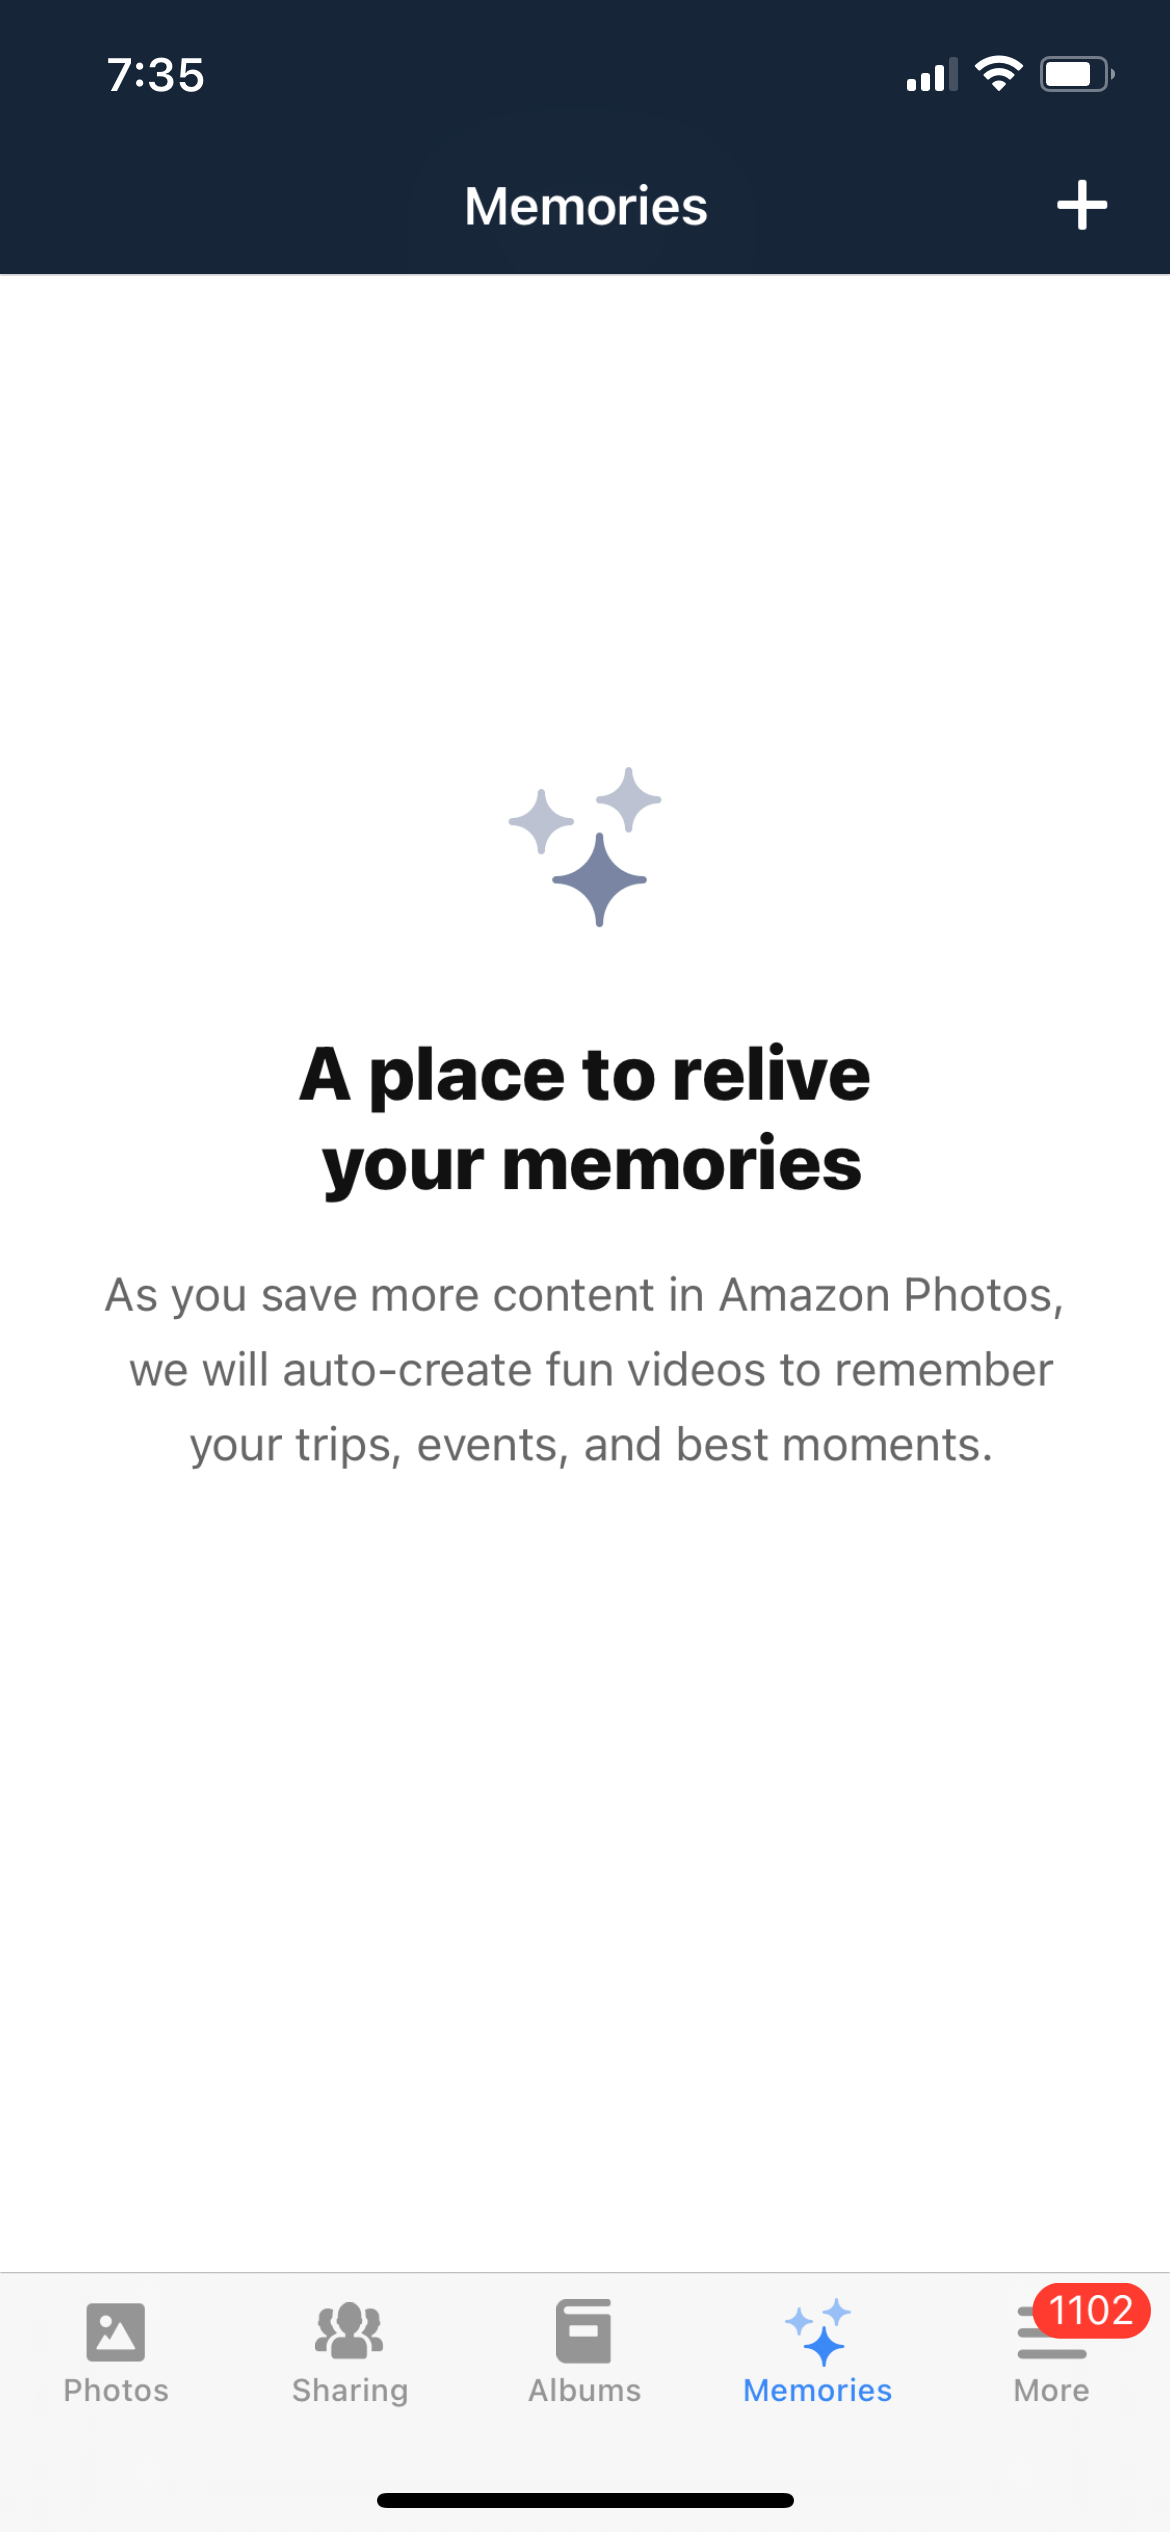 7:35
Memories
A place to relive
your memories
As you save more content in Amazon Photos,
we will auto-create fun videos to remember
your trips, events, and best moments.
1102
Photos
Sharing
Albums
Memories
More